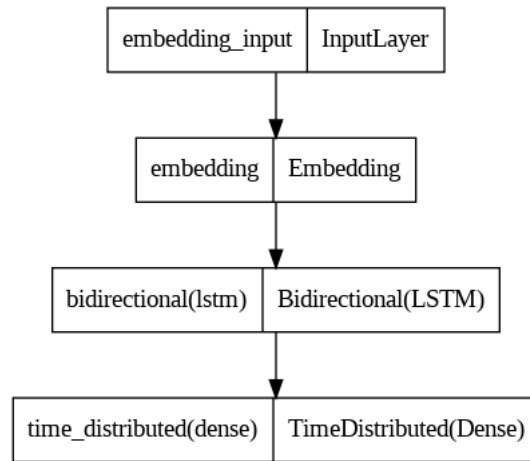 embedding_input InputLayer
embedding Embedding
bidirectional(lstm) Bidirectional(LSTM)
time_distributed(dense) TimeDistributed(Dense)